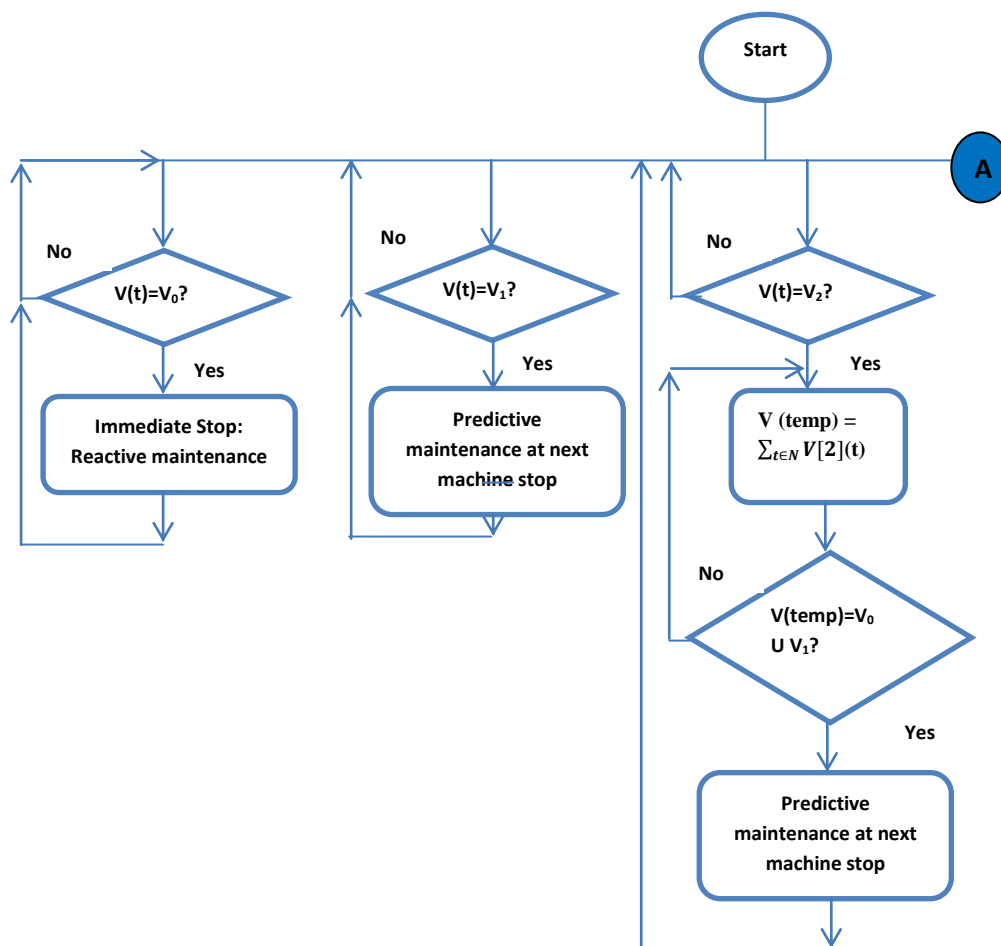 Start
A
No
V(t)=V₀?
Yes
Immediate Stop:
Reactive maintenance
No
V(t)=V₁?
Yes
Predictive
maintenance at next
machine stop
No
V(t)=V₂?
Yes
V (temp) =
∑ₜ∈N V[2](t)
No
V(temp)=V₀
U V₁?
Yes
Predictive
maintenance at next
machine stop